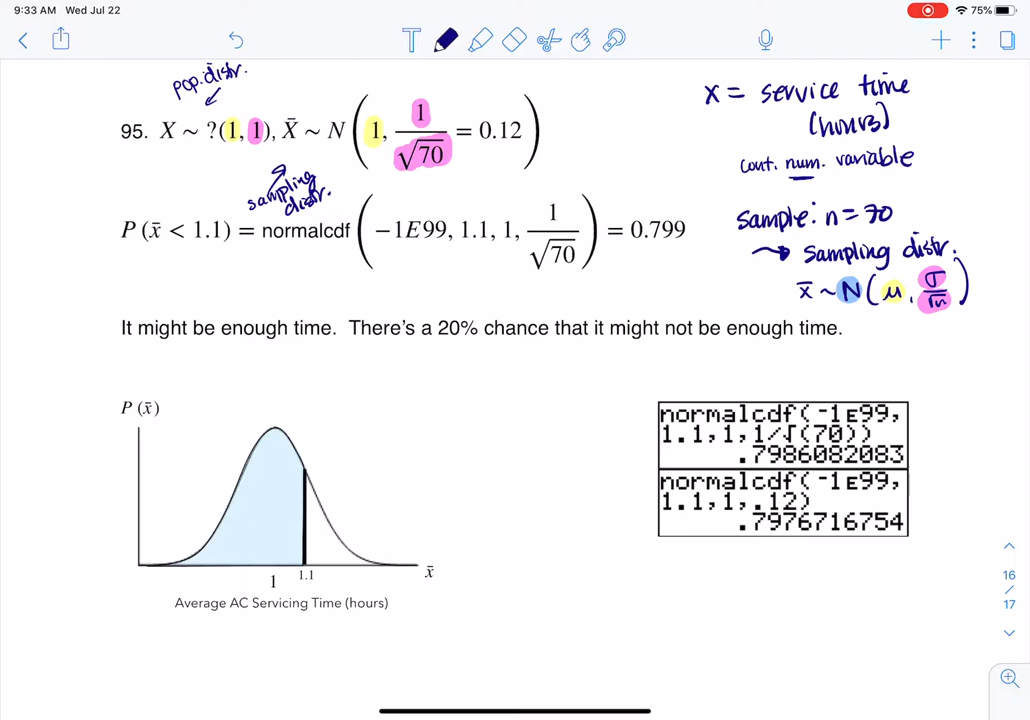 9:33 AM Wed Jul 22
75%
pop. distr.
95. X ∼ ?(1, 1), X̄ ∼ N(1, 1/√70 = 0.12)
sampling
distr.
P (x̄ < 1.1) = normalcdf(−1E99, 1.1, 1, 1/√70) = 0.799
It might be enough time. There's a 20% chance that it might not be enough time.
x = service time
(hours)
cont. num. variable
sample: n = 70
→ sampling distr.
x̄ ~ N(μ, σ/√n)
P (x̄)
1
1.1
x̄
Average AC Servicing Time (hours)
normalcdf(-1E99,
1.1,1,1/√(70))
.7986082083
normalcdf(-1E99,
1.1,1,.12)
.7976716754
16
/
17